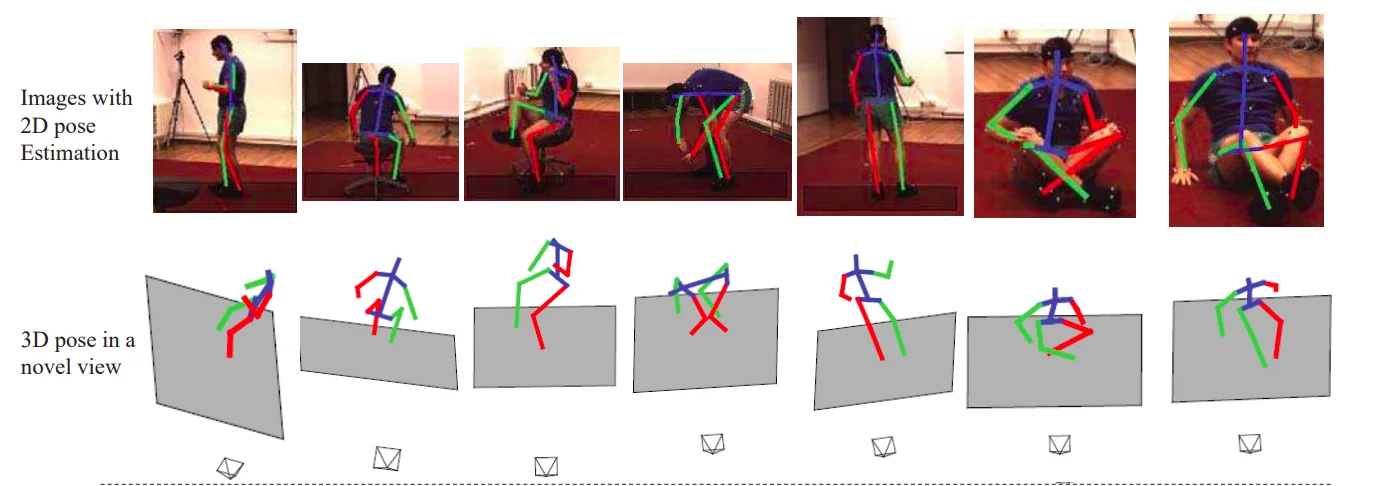 Images with
2D pose
Estimation
3D pose in a
novel view